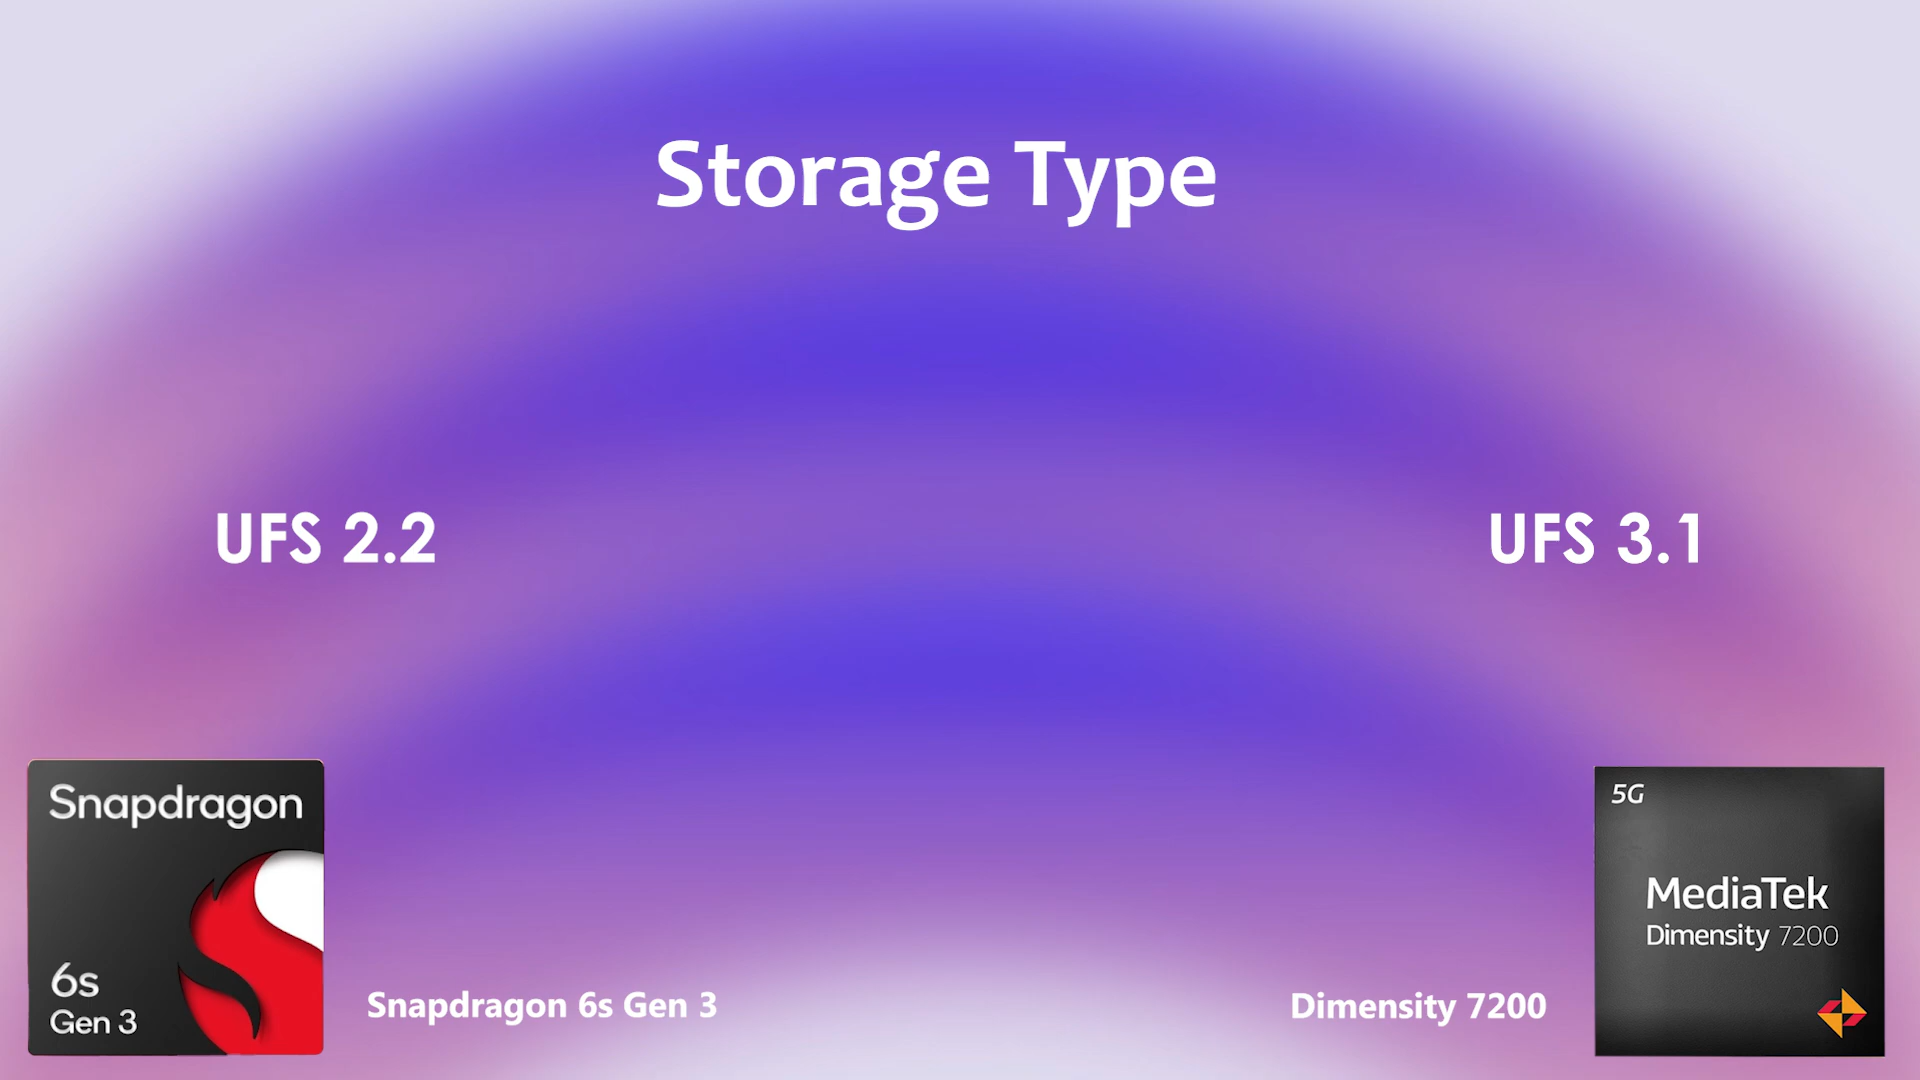 Storage Type
UFS 2.2
UFS 3.1
Snapdragon
6s
Gen 3
Snapdragon 6s Gen 3
Dimensity 7200
5G
MediaTek
Dimensity 7200